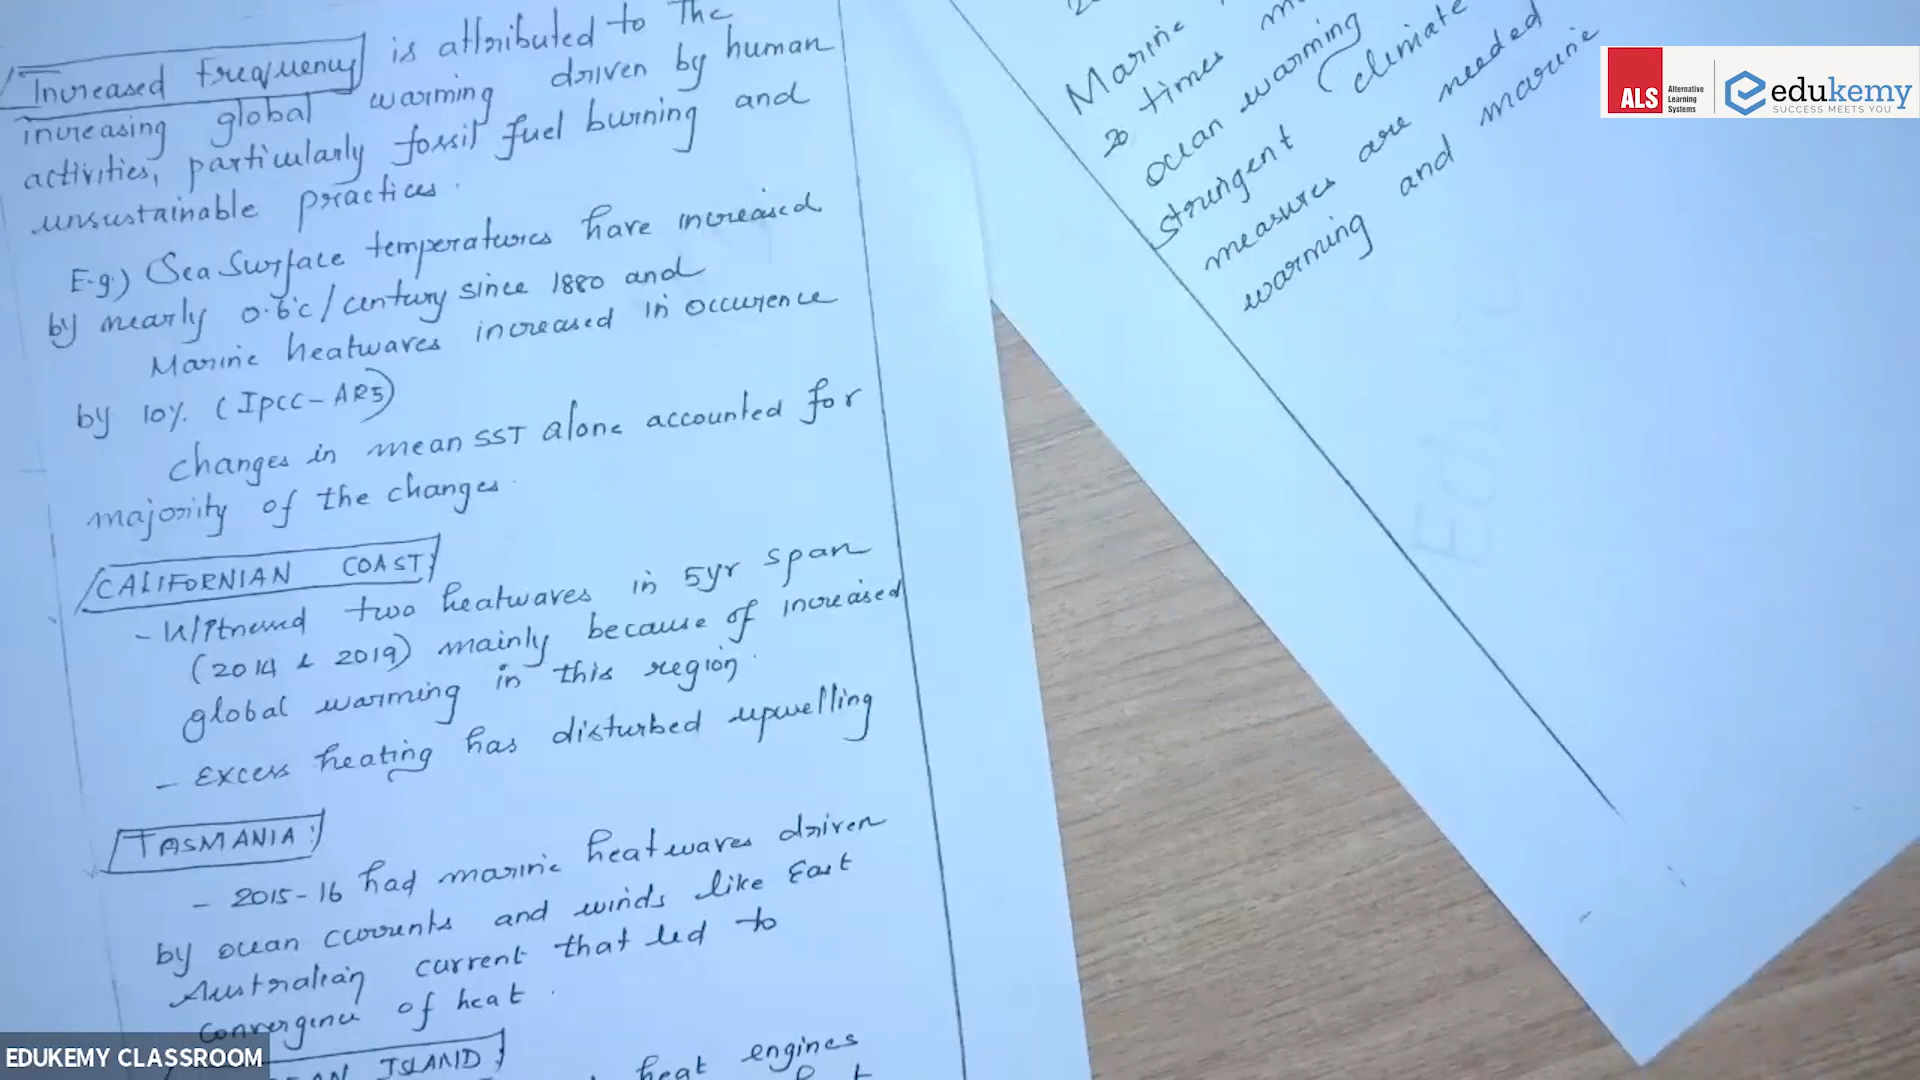 Increased Frequency is attributed to the
increasing global warming driven by human
activities, particularly fossil fuel burning and
unsustainable practices.
E.g.) Sea Surface temperatures have increased
by nearly 0.6°c/century since 1880 and
Marine heatwaves increased in occurence
by 10%. (IPCC-AR5)
changes in mean SST alone accounted for
majority of the changes.
CALIFORNIAN COAST:
- Witnessed two heatwaves in 5yr span
(2014 & 2019) mainly because of increased
global warming in this region.
- Excess heating has disturbed upwelling
TASMANIA:
- 2015-16 had marine heatwaves driven
by ocean currents and winds like East
Australian current that led to
convergence of heat.
ISLAND:
heat engines
Marine
20 times
ocean warming
stringent (climate
measures are needed
warming and marine
ALS Alternative Learning Systems
edukemy
SUCCESS MEETS YOU
EDUKEMY CLASSROOM